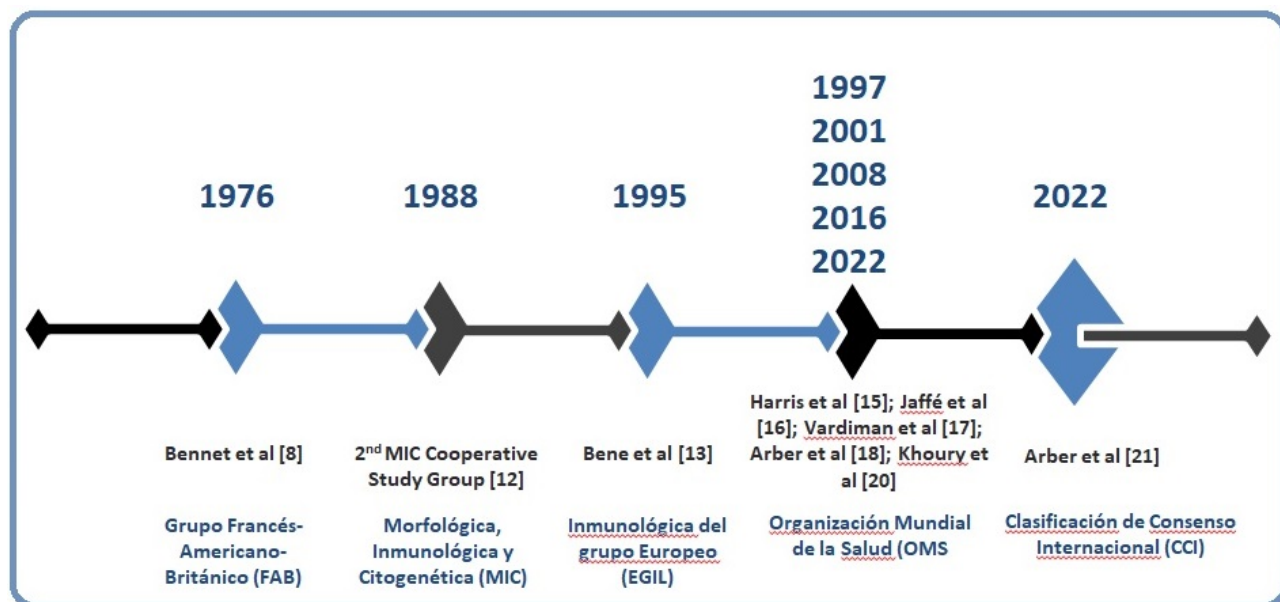 1976
1988
1995
1997
2001
2008
2016
2022
2022
Bennet et al [8]
2nd MIC Cooperative
Study Group [12]
Bene et al [13]
Harris et al [15]; Jaffé et al
[16]; Vardiman et al [17];
Arber et al [18]; Khoury et
al [20]
Arber et al [21]
Grupo Francés-
Americano-
Británico (FAB)
Morfológica,
Inmunológica y
Citogenética (MIC)
Inmunológica del
grupo Europeo
(EGIL)
Organización Mundial
de la Salud (OMS
Clasificación de Consenso
Internacional (CCI)